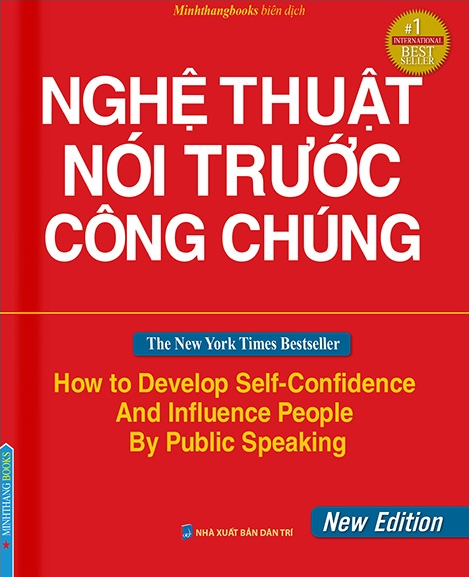 Minhthangbooks biên dịch
#1
INTERNATIONAL
BEST
SELLER
NGHỆ THUẬT
NÓI TRƯỚC
CÔNG CHÚNG
The New York Times Bestseller
How to Develop Self-Confidence
And Influence People
By Public Speaking
MINHTHANG BOOKS
New Edition
NHÀ XUẤT BẢN DÂN TRÍ